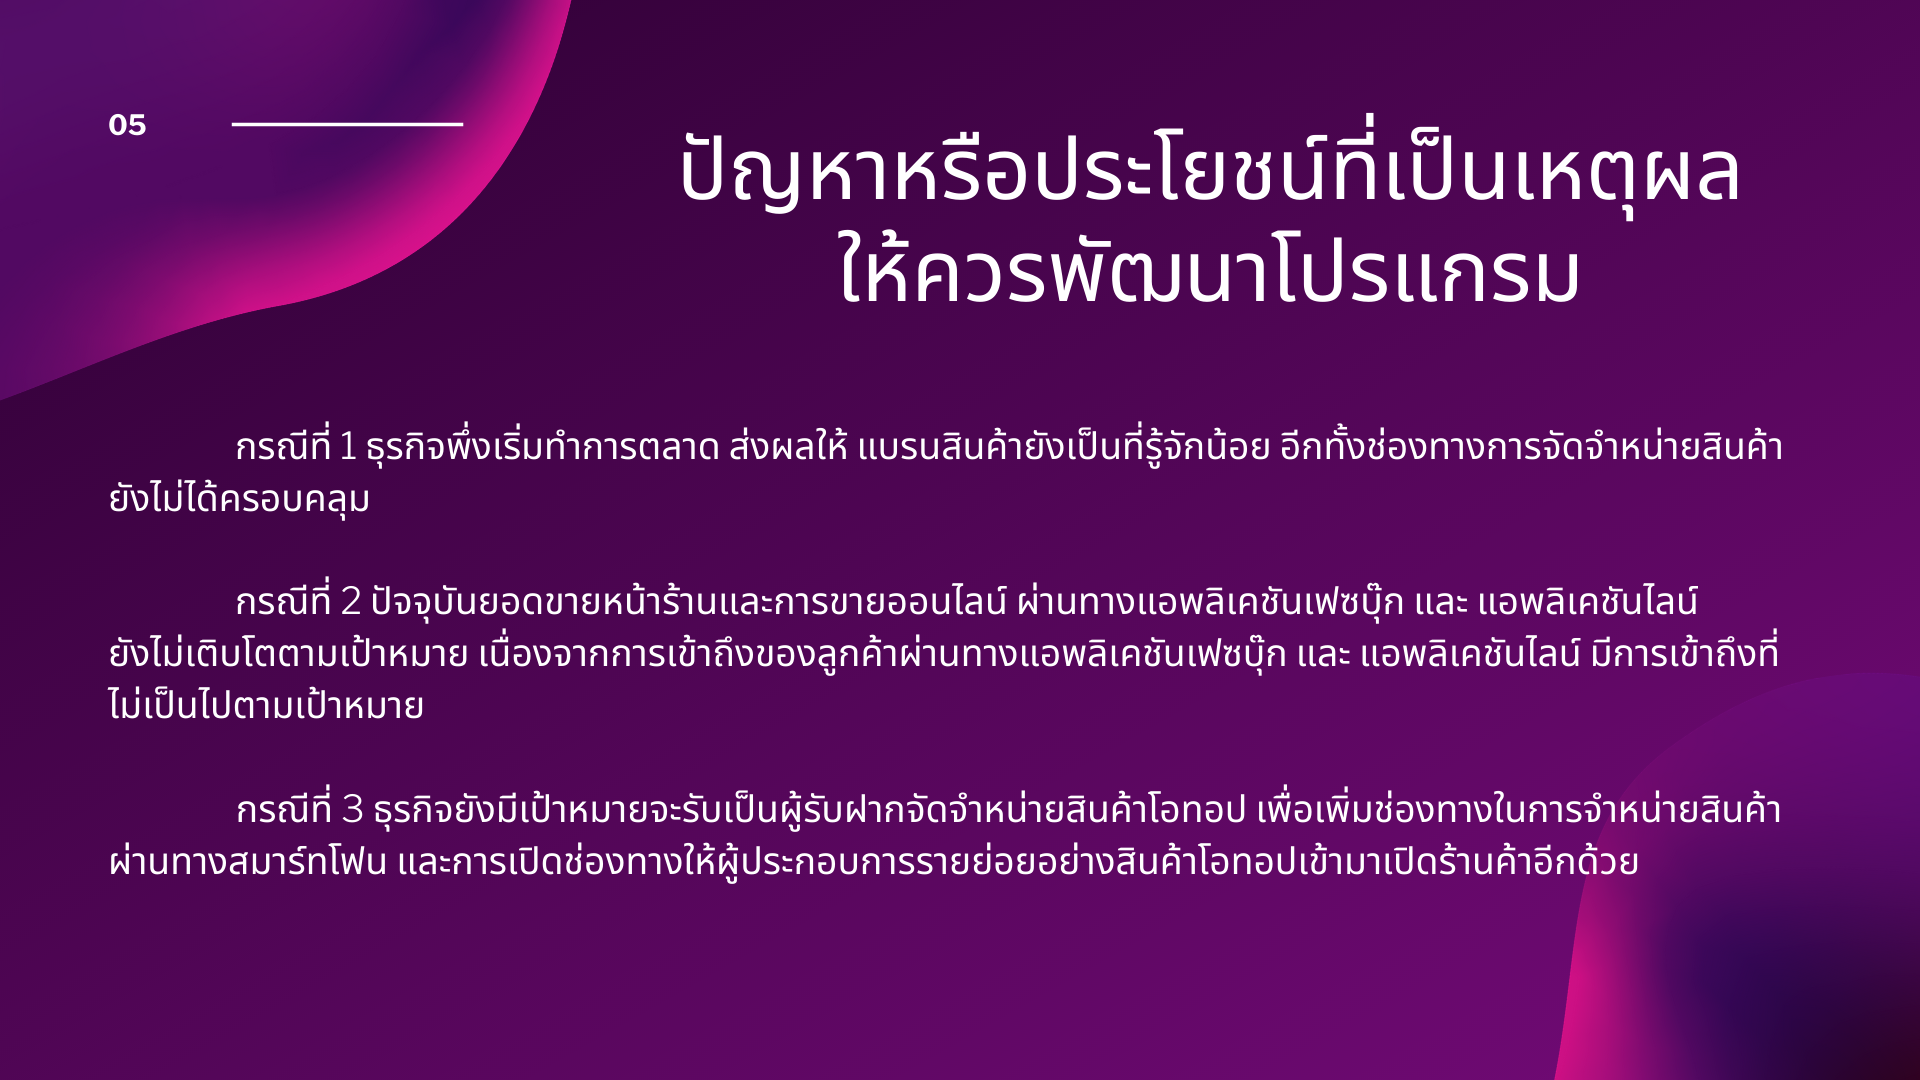 05
ปัญหาหรือประโยชน์ที่เป็นเหตุผล
ให้ควรพัฒนาโปรแกรม
กรณีที่ 1 ธุรกิจพึ่งเริ่มทำการตลาด ส่งผลให้ แบรนสินค้ายังเป็นที่รู้จักน้อย อีกทั้งช่องทางการจัดจำหน่ายสินค้า
ยังไม่ได้ครอบคลุม
กรณีที่ 2 ปัจจุบันยอดขายหน้าร้านและการขายออนไลน์ ผ่านทางแอพลิเคชันเฟซบุ๊ก และ แอพลิเคชันไลน์
ยังไม่เติบโตตามเป้าหมาย เนื่องจากการเข้าถึงของลูกค้าผ่านทางแอพลิเคชันเฟซบุ๊ก และ แอพลิเคชันไลน์ มีการเข้าถึงที่
ไม่เป็นไปตามเป้าหมาย
กรณีที่ 3 ธุรกิจยังมีเป้าหมายจะรับเป็นผู้รับฝากจัดจำหน่ายสินค้าโอทอป เพื่อเพิ่มช่องทางในการจำหน่ายสินค้า
ผ่านทางสมาร์ทโฟน และการเปิดช่องทางให้ผู้ประกอบการรายย่อยอย่างสินค้าโอทอปเข้ามาเปิดร้านค้าอีกด้วย